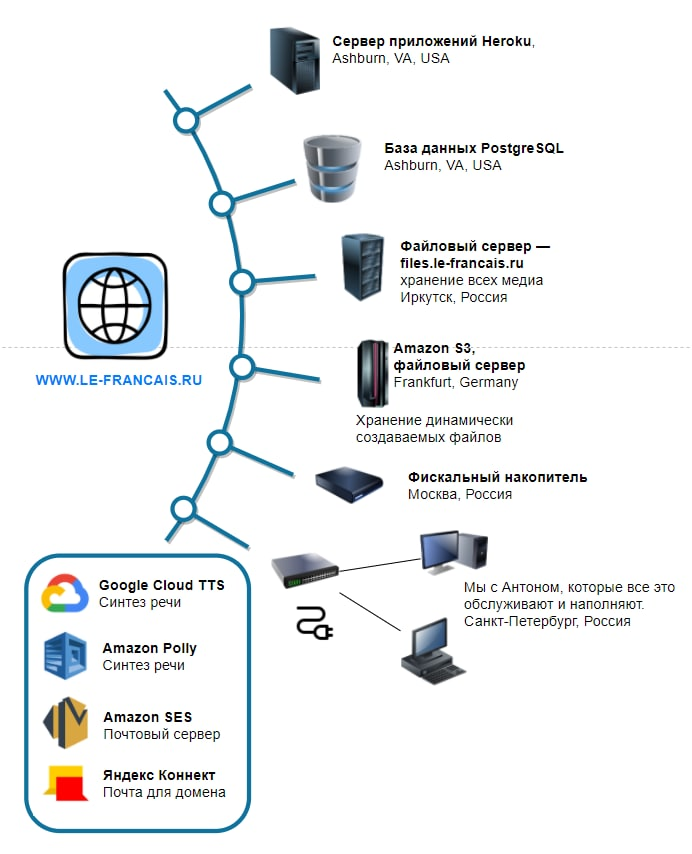 Сервер приложений Heroku,
Ashburn, VA, USA
База данных PostgreSQL
Ashburn, VA, USA
Файловый сервер —
files.le-francais.ru
хранение всех медиа
Иркутск, Россия
WWW.LE-FRANCAIS.RU
Amazon S3,
файловый сервер
Frankfurt, Germany
Хранение динамически
создаваемых файлов
Фискальный накопитель
Москва, Россия
Мы с Антоном, которые все это
обслуживают и наполняют.
Санкт-Петербург, Россия
Google Cloud TTS
Синтез речи
Amazon Polly
Синтез речи
Amazon SES
Почтовый сервер
Яндекс Коннект
Почта для домена